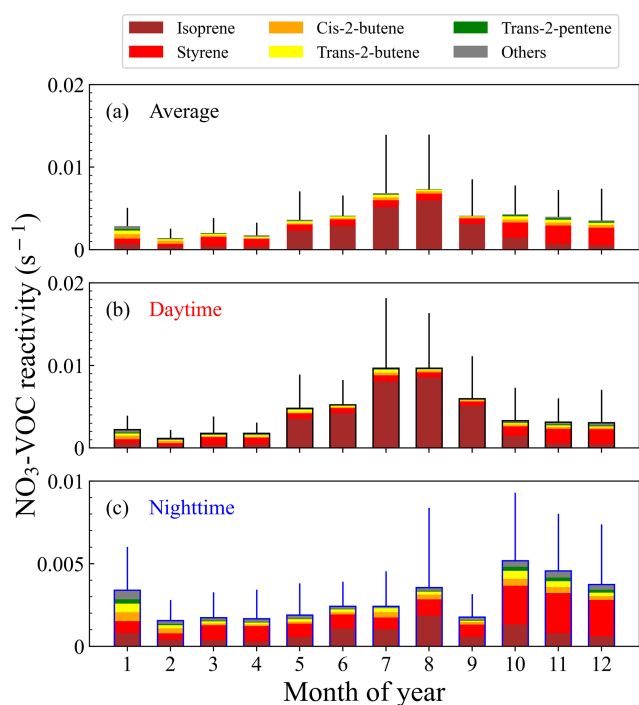 Isoprene Cis-2-butene Trans-2-pentene
Styrene Trans-2-butene Others
NO₃-VOC reactivity (s⁻¹)
0.02
(a) Average
0.01
0
0.02
(b) Daytime
0.01
0
0.01
(c) Nighttime
0.005
0
1 2 3 4 5 6 7 8 9 10 11 12
Month of year